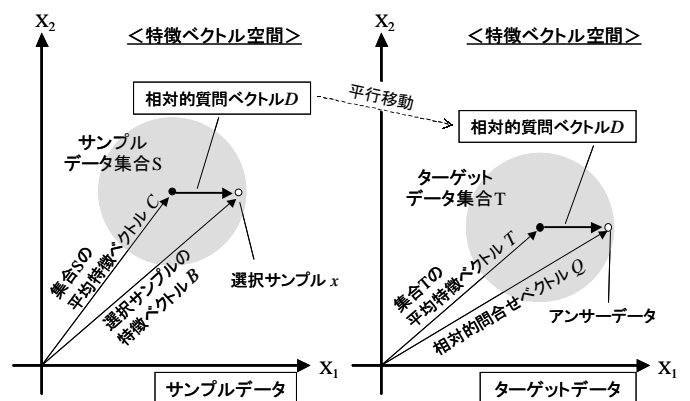 X2
<特徴ベクトル空間>
相対的質問ベクトルD
サンプル
データ集合S
集合Sの
平均特徴ベクトル C
選択サンプルの
特徴ベクトル B
選択サンプル x
X1
サンプルデータ
平行移動
X2
<特徴ベクトル空間>
相対的質問ベクトルD
ターゲット
データ集合T
集合Tの
平均特徴ベクトル T
相対的問合せベクトル Q
アンサーデータ
X1
ターゲットデータ